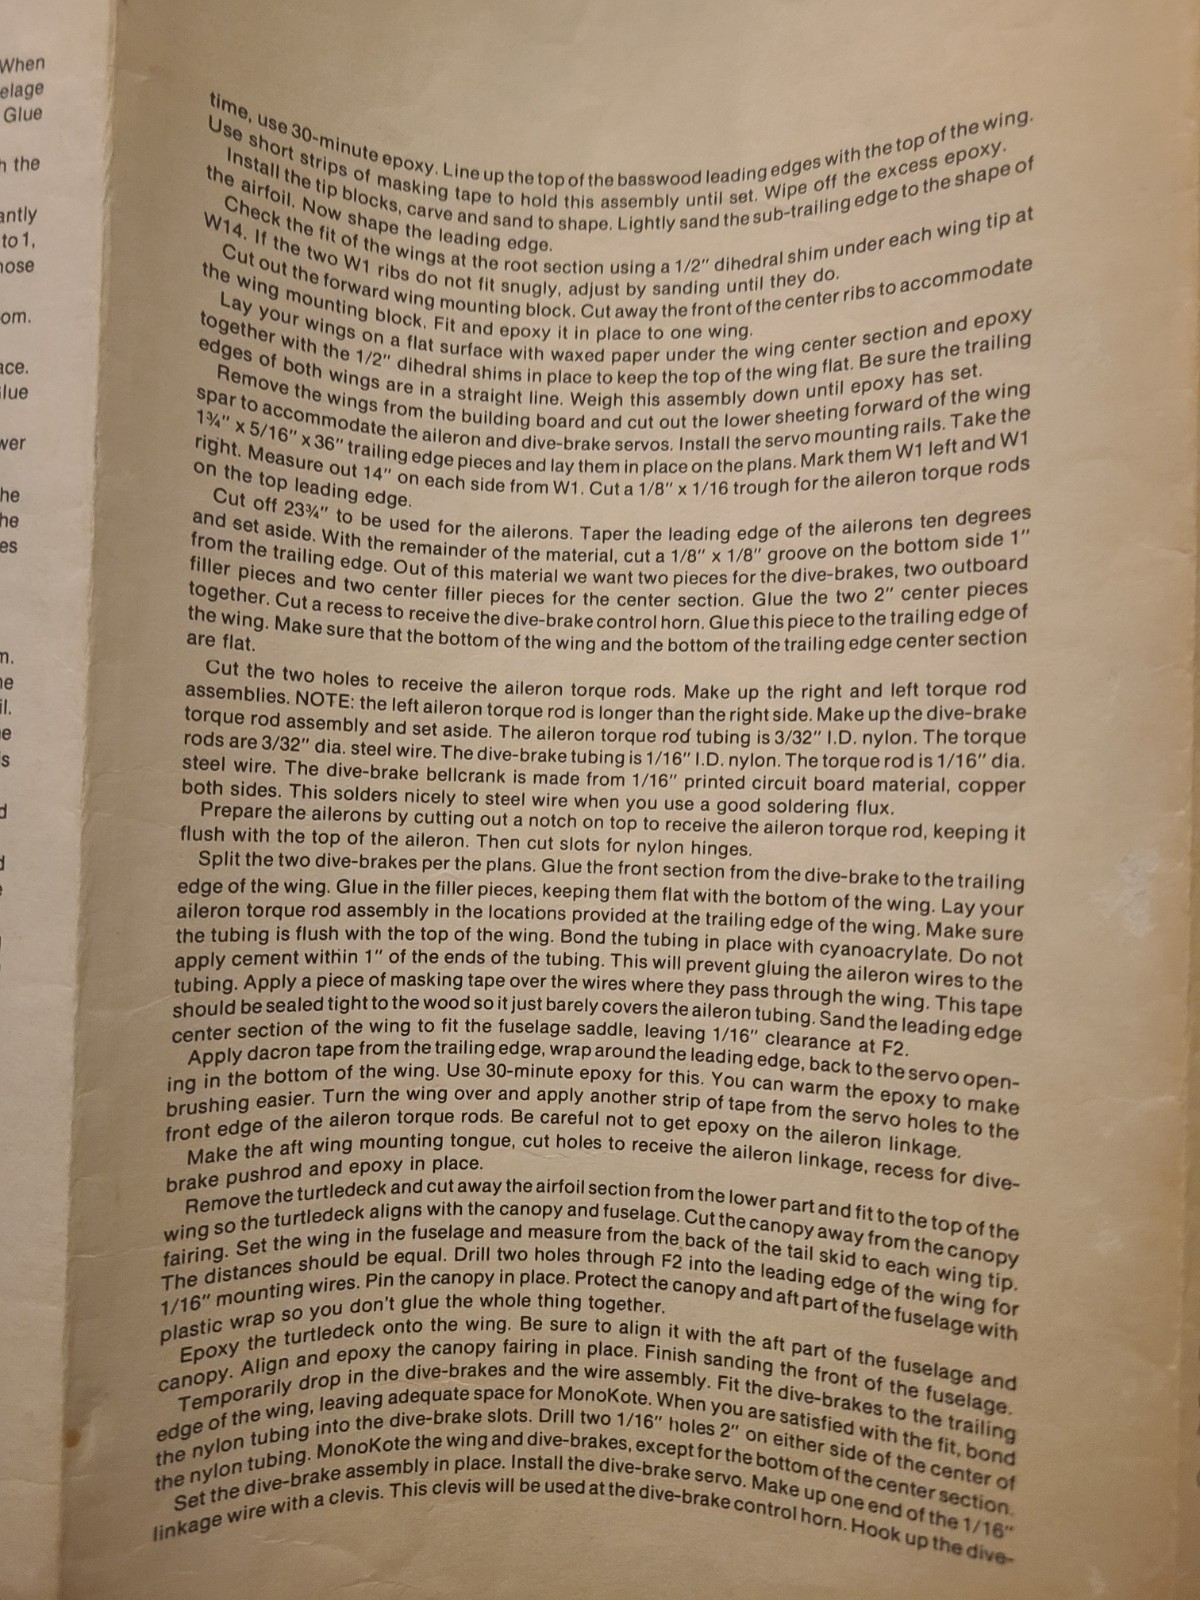 When
elage
Glue
the
antly
to 1,
nose
om.
ace.
lue
wer
he
he
es
m.
ne
il.
e
s
d
d
time, use 30-minute epoxy. Line up the top of the basswood leading edges with the top of the wing.
Use short strips of masking tape to hold this assembly until set. Wipe off the excess epoxy.
Install the tip blocks, carve and sand to shape. Lightly sand the sub-trailing edge to the shape of
the airfoil. Now shape the leading edge.
Check the fit of the wings at the root section using a 1/2" dihedral shim under each wing tip at
W14. If the two W1 ribs do not fit snugly, adjust by sanding until they do.
Cut out the forward wing mounting block. Cut away the front of the center ribs to accommodate
the wing mounting block. Fit and epoxy it in place to one wing.
Lay your wings on a flat surface with waxed paper under the wing center section and epoxy
together with the 1/2" dihedral shims in place to keep the top of the wing flat. Be sure the trailing
edges of both wings are in a straight line. Weigh this assembly down until epoxy has set.
Remove the wings from the building board and cut out the lower sheeting forward of the wing
spar to accommodate the aileron and dive-brake servos. Install the servo mounting rails. Take the
1¾" x 5/16" x 36" trailing edge pieces and lay them in place on the plans. Mark them W1 left and W1
right. Measure out 14" on each side from W1. Cut a 1/8" x 1/16 trough for the aileron torque rods
on the top leading edge.
Cut off 23¾" to be used for the ailerons. Taper the leading edge of the ailerons ten degrees
and set aside. With the remainder of the material, cut a 1/8" x 1/8" groove on the bottom side 1"
from the trailing edge. Out of this material we want two pieces for the dive-brakes, two outboard
filler pieces and two center filler pieces for the center section. Glue the two 2" center pieces
together. Cut a recess to receive the dive-brake control horn. Glue this piece to the trailing edge of
the wing. Make sure that the bottom of the wing and the bottom of the trailing edge center section
are flat.
Cut the two holes to receive the aileron torque rods. Make up the right and left torque rod
assemblies. NOTE: the left aileron torque rod is longer than the right side. Make up the dive-brake
torque rod assembly and set aside. The aileron torque rod tubing is 3/32" I.D. nylon. The torque
rods are 3/32" dia. steel wire. The dive-brake tubing is 1/16" I.D. nylon. The torque rod is 1/16" dia.
steel wire. The dive-brake bellcrank is made from 1/16" printed circuit board material, copper
both sides. This solders nicely to steel wire when you use a good soldering flux.
Prepare the ailerons by cutting out a notch on top to receive the aileron torque rod, keeping it
flush with the top of the aileron. Then cut slots for nylon hinges.
Split the two dive-brakes per the plans. Glue the front section from the dive-brake to the trailing
edge of the wing. Glue in the filler pieces, keeping them flat with the bottom of the wing. Lay your
aileron torque rod assembly in the locations provided at the trailing edge of the wing. Make sure
the tubing is flush with the top of the wing. Bond the tubing in place with cyanoacrylate. Do not
apply cement within 1" of the ends of the tubing. This will prevent gluing the aileron wires to the
tubing. Apply a piece of masking tape over the wires where they pass through the wing. This tape
should be sealed tight to the wood so it just barely covers the aileron tubing. Sand the leading edge
center section of the wing to fit the fuselage saddle, leaving 1/16" clearance at F2.
Apply dacron tape from the trailing edge, wrap around the leading edge, back to the servo open-
ing in the bottom of the wing. Use 30-minute epoxy for this. You can warm the epoxy to make
brushing easier. Turn the wing over and apply another strip of tape from the servo holes to the
front edge of the aileron torque rods. Be careful not to get epoxy on the aileron linkage.
Make the aft wing mounting tongue, cut holes to receive the aileron linkage, recess for dive-
brake pushrod and epoxy in place.
Remove the turtledeck and cut away the airfoil section from the lower part and fit to the top of the
wing so the turtledeck aligns with the canopy and fuselage. Cut the canopy away from the canopy
fairing. Set the wing in the fuselage and measure from the back of the tail skid to each wing tip.
The distances should be equal. Drill two holes through F2 into the leading edge of the wing for
1/16" mounting wires. Pin the canopy in place. Protect the canopy and aft part of the fuselage with
plastic wrap so you don't glue the whole thing together.
Epoxy the turtledeck onto the wing. Be sure to align it with the aft part of the fuselage and
canopy. Align and epoxy the canopy fairing in place. Finish sanding the front of the fuselage.
Temporarily drop in the dive-brakes and the wire assembly. Fit the dive-brakes to the trailing
edge of the wing, leaving adequate space for MonoKote. When you are satisfied with the fit, bond
the nylon tubing into the dive-brake slots. Drill two 1/16" holes 2" on either side of the center of
the nylon tubing. MonoKote the wing and dive-brakes, except for the bottom of the center section.
Set the dive-brake assembly in place. Install the dive-brake servo. Make up one end of the 1/16"
linkage wire with a clevis. This clevis will be used at the dive-brake control horn. Hook up the dive-